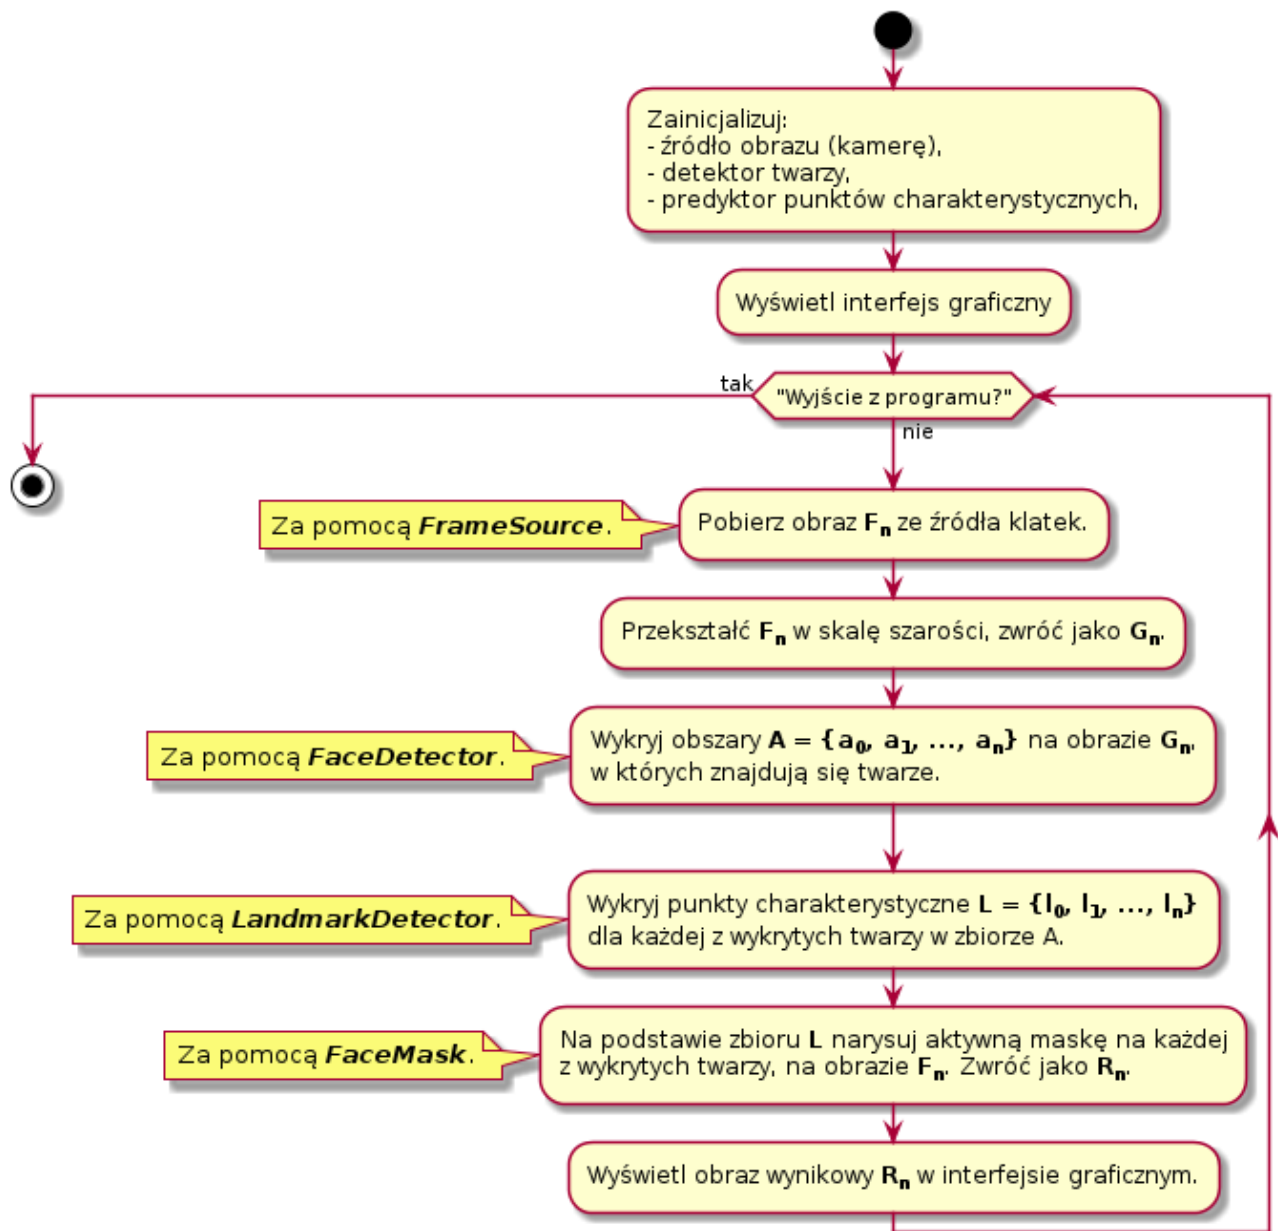 Zainicjalizuj:
- źródło obrazu (kamerę),
- detektor twarzy,
- predyktor punktów charakterystycznych,
Wyświetl interfejs graficzny
tak
"Wyjście z programu?"
nie
Za pomocą FrameSource.
Pobierz obraz Fₙ ze źródła klatek.
Przekształć Fₙ w skalę szarości, zwróć jako Gₙ.
Za pomocą FaceDetector.
Wykryj obszary A = {a₀, a₁, ..., aₙ} na obrazie Gₙ,
w których znajdują się twarze.
Za pomocą LandmarkDetector.
Wykryj punkty charakterystyczne L = {l₀, l₁, ..., lₙ}
dla każdej z wykrytych twarzy w zbiorze A.
Za pomocą FaceMask.
Na podstawie zbioru L narysuj aktywną maskę na każdej
z wykrytych twarzy, na obrazie Fₙ. Zwróć jako Rₙ.
Wyświetl obraz wynikowy Rₙ w interfejsie graficznym.